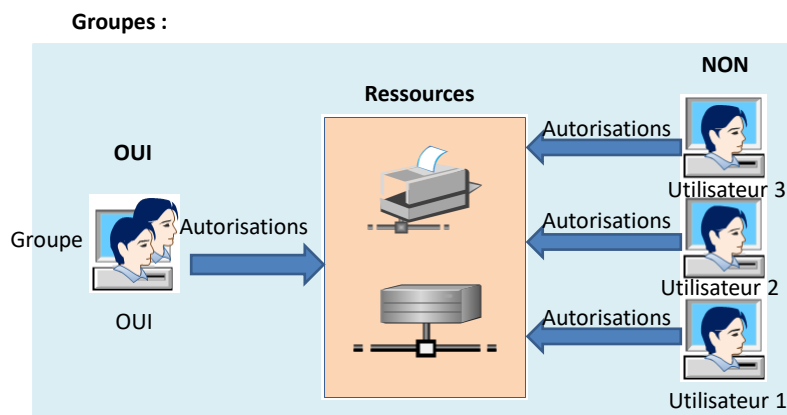 Groupes :
NON
Ressources
OUI
Autorisations
Utilisateur 3
Groupe
Autorisations
Autorisations
OUI
Utilisateur 2
Autorisations
Utilisateur 1